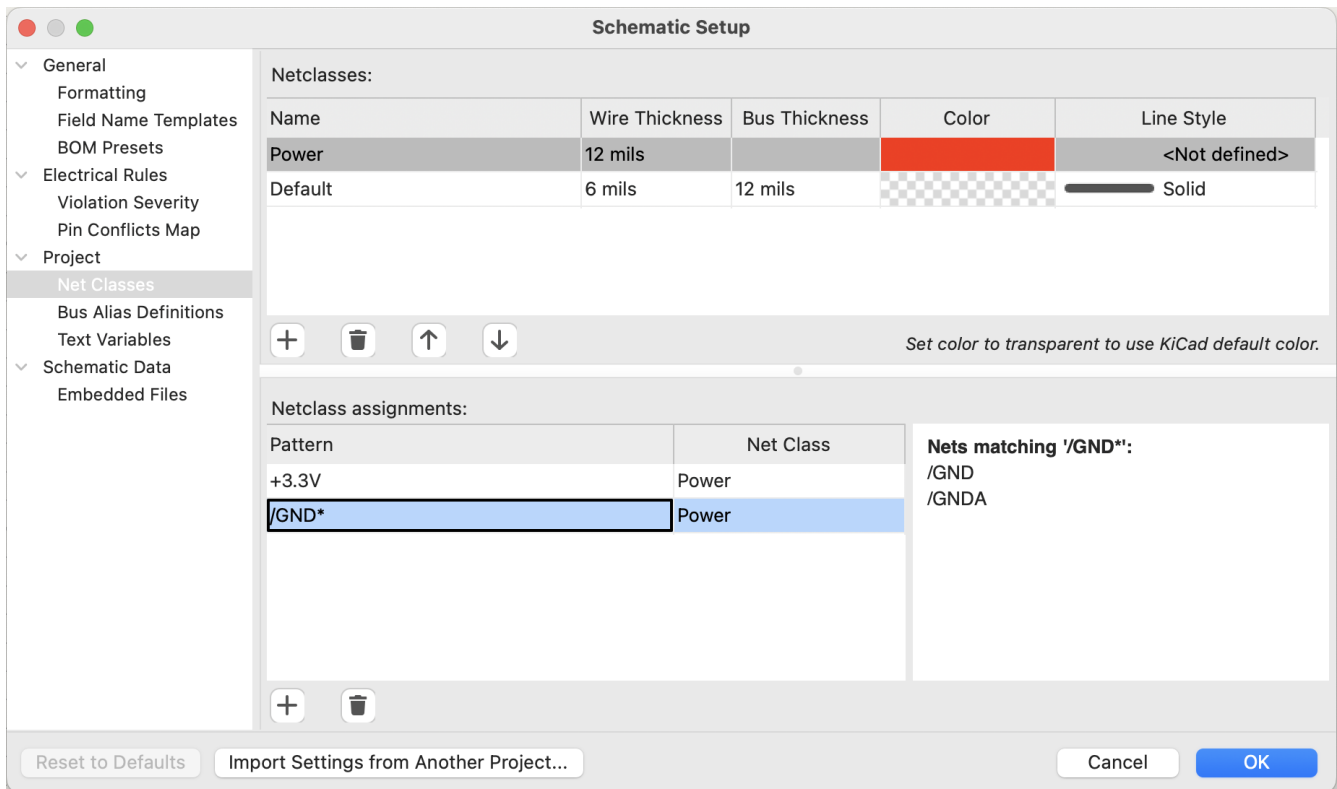 Schematic Setup
General
Formatting
Field Name Templates
BOM Presets
Electrical Rules
Violation Severity
Pin Conflicts Map
Project
Net Classes
Bus Alias Definitions
Text Variables
Schematic Data
Embedded Files
Netclasses:
Name Wire Thickness Bus Thickness Color Line Style
Power 12 mils <Not defined>
Default 6 mils 12 mils Solid
Set color to transparent to use KiCad default color.
Netclass assignments:
Pattern Net Class
+3.3V Power
/GND* Power
Nets matching '/GND*':
/GND
/GNDA
Reset to Defaults Import Settings from Another Project... Cancel OK